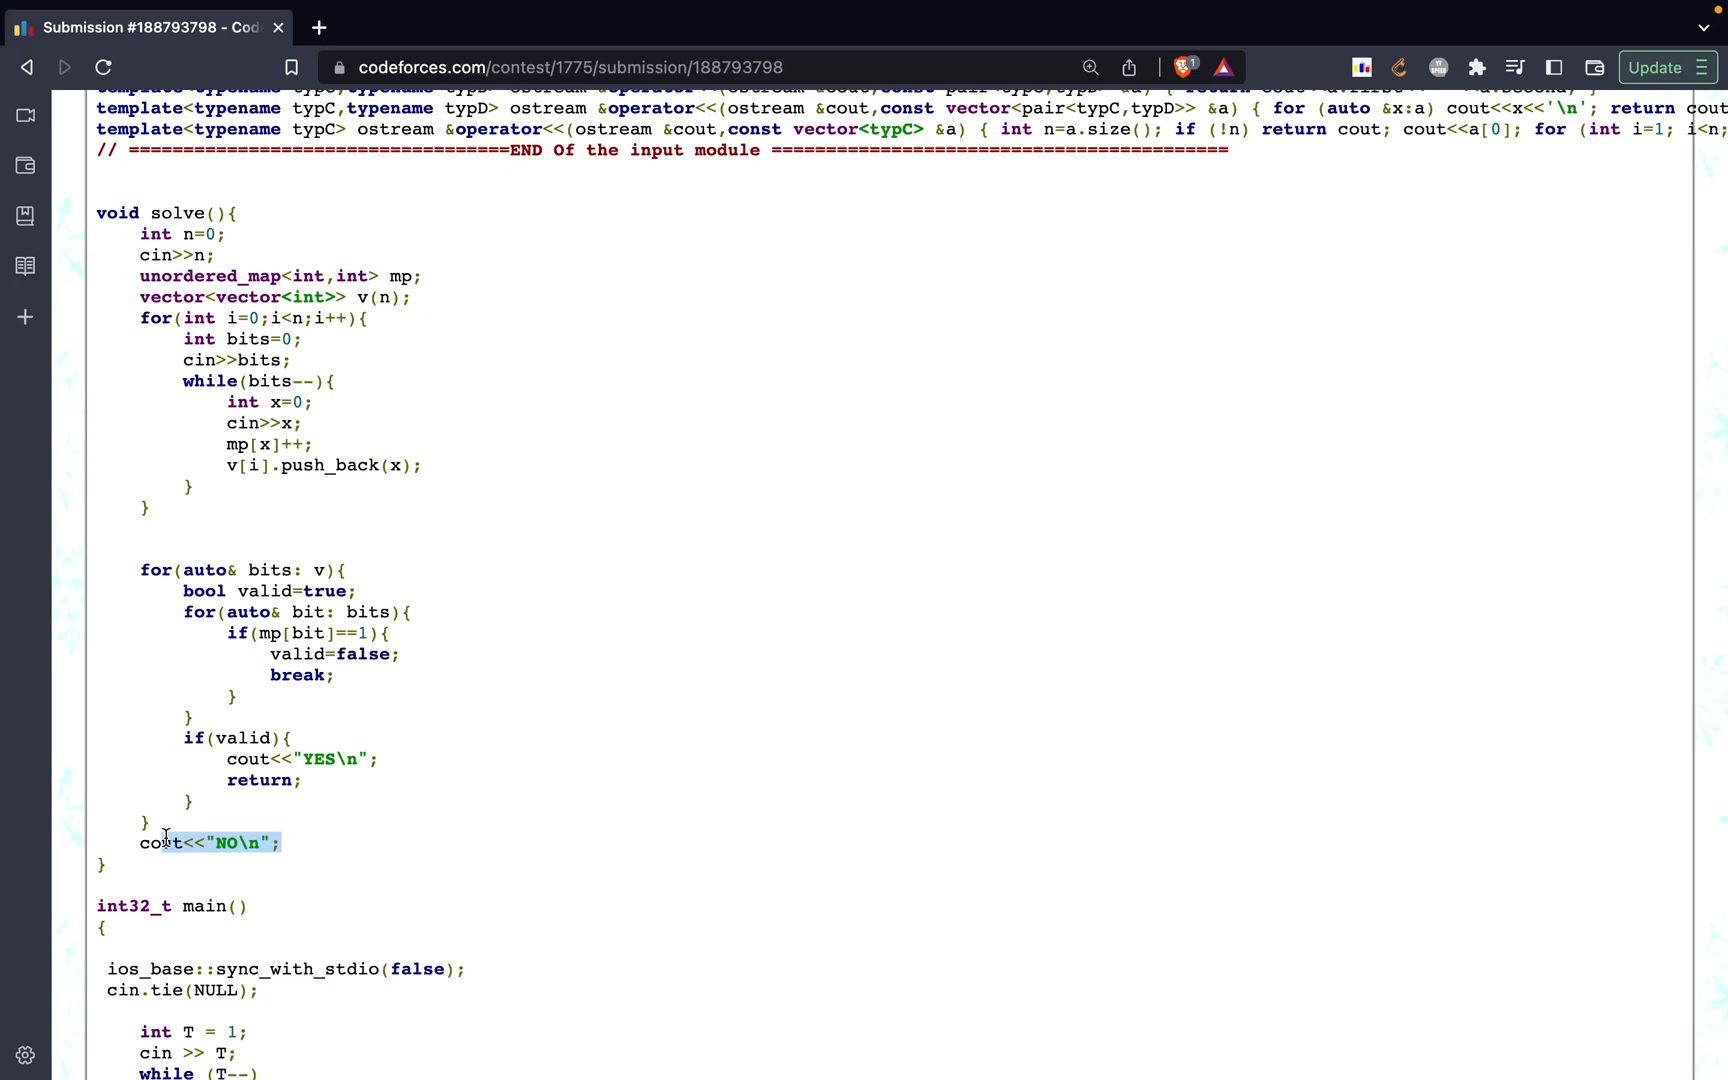 Submission #188793798 - Cod
codeforces.com/contest/1775/submission/188793798
1
YT
SPEED
Update
template<typename typC,typename typD> ostream &operator<<(ostream &cout,const vector<pair<typC,typD>> &a) { for (auto &x:a) cout<<x<<'\n'; return cout
template<typename typC> ostream &operator<<(ostream &cout,const vector<typC> &a) { int n=a.size(); if (!n) return cout; cout<<a[0]; for (int i=1; i<n;
// ===================================END Of the input module ==========================================
void solve(){
int n=0;
cin>>n;
unordered_map<int,int> mp;
vector<vector<int>> v(n);
for(int i=0;i<n;i++){
int bits=0;
cin>>bits;
while(bits--){
int x=0;
cin>>x;
mp[x]++;
v[i].push_back(x);
}
}
for(auto& bits: v){
bool valid=true;
for(auto& bit: bits){
if(mp[bit]==1){
valid=false;
break;
}
}
if(valid){
cout<<"YES\n";
return;
}
}
cout<<"NO\n";
}
int32_t main()
{
ios_base::sync_with_stdio(false);
cin.tie(NULL);
int T = 1;
cin >> T;
while (T--)